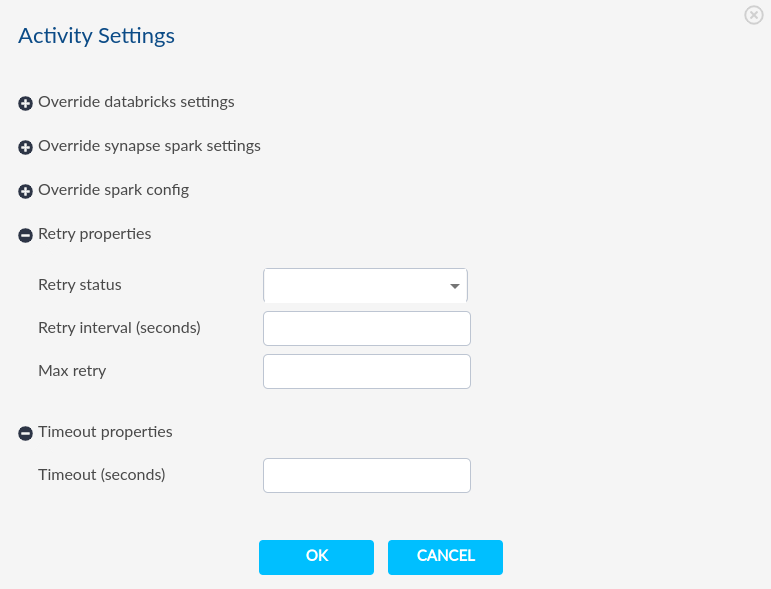 Activity Settings
Override databricks settings
Override synapse spark settings
Override spark config
Retry properties
Retry status
Retry interval (seconds)
Max retry
Timeout properties
Timeout (seconds)
OK CANCEL